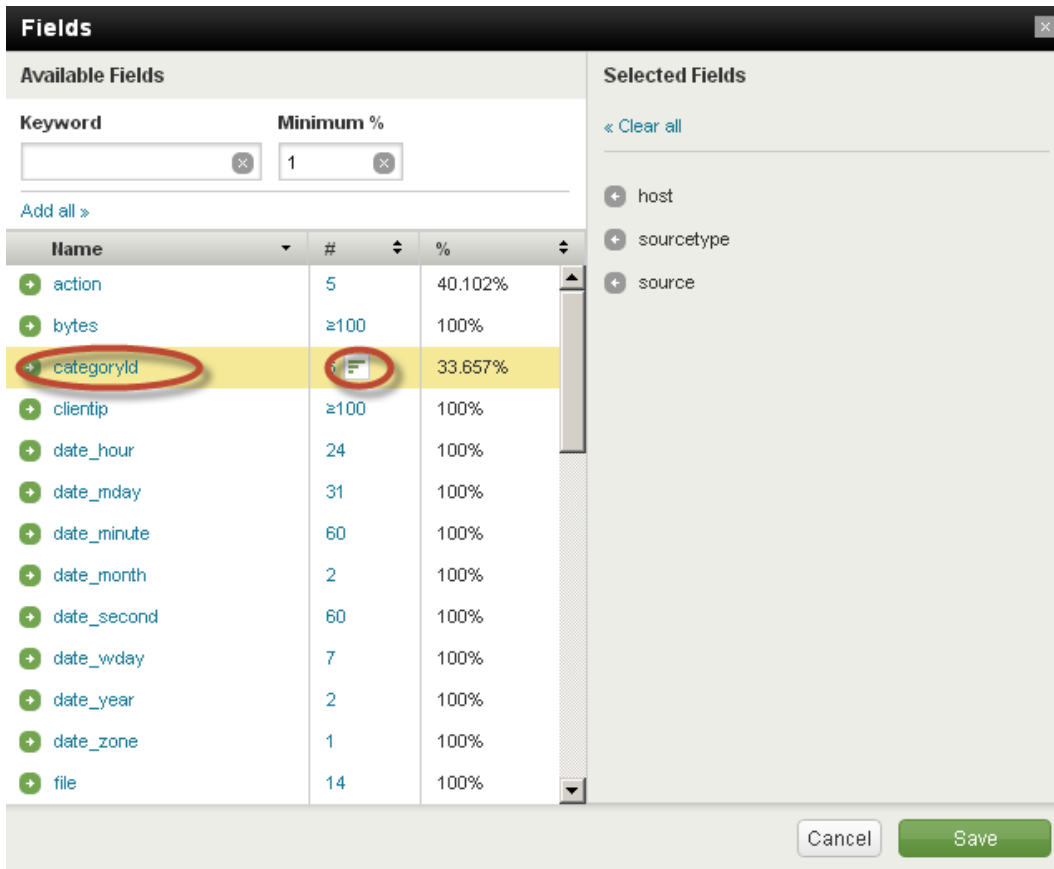 Fields
Available Fields
Selected Fields
Keyword Minimum %
« Clear all
1
Add all »
host
sourcetype
source
Name # %
action 5 40.102%
bytes ≥100 100%
categoryId 33.657%
clientip ≥100 100%
date_hour 24 100%
date_mday 31 100%
date_minute 60 100%
date_month 2 100%
date_second 60 100%
date_wday 7 100%
date_year 2 100%
date_zone 1 100%
file 14 100%
Cancel Save